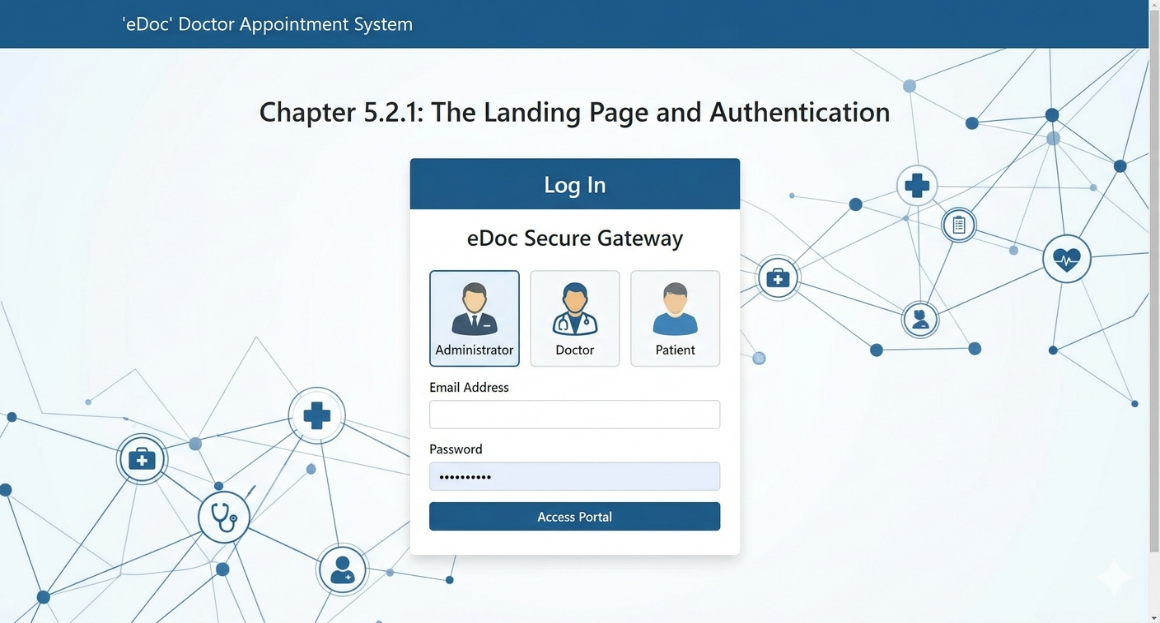 'eDoc' Doctor Appointment System
Chapter 5.2.1: The Landing Page and Authentication
Log In
eDoc Secure Gateway
Administrator
Doctor
Patient
Email Address
Password
••••••••••
Access Portal